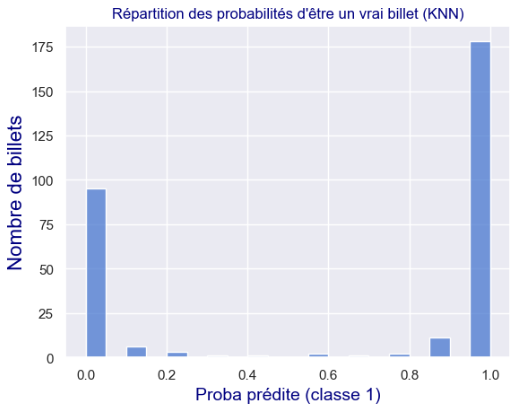 Répartition des probabilités d'être un vrai billet (KNN)
Nombre de billets
175
150
125
100
75
50
25
0
0.0 0.2 0.4 0.6 0.8 1.0
Proba prédite (classe 1)